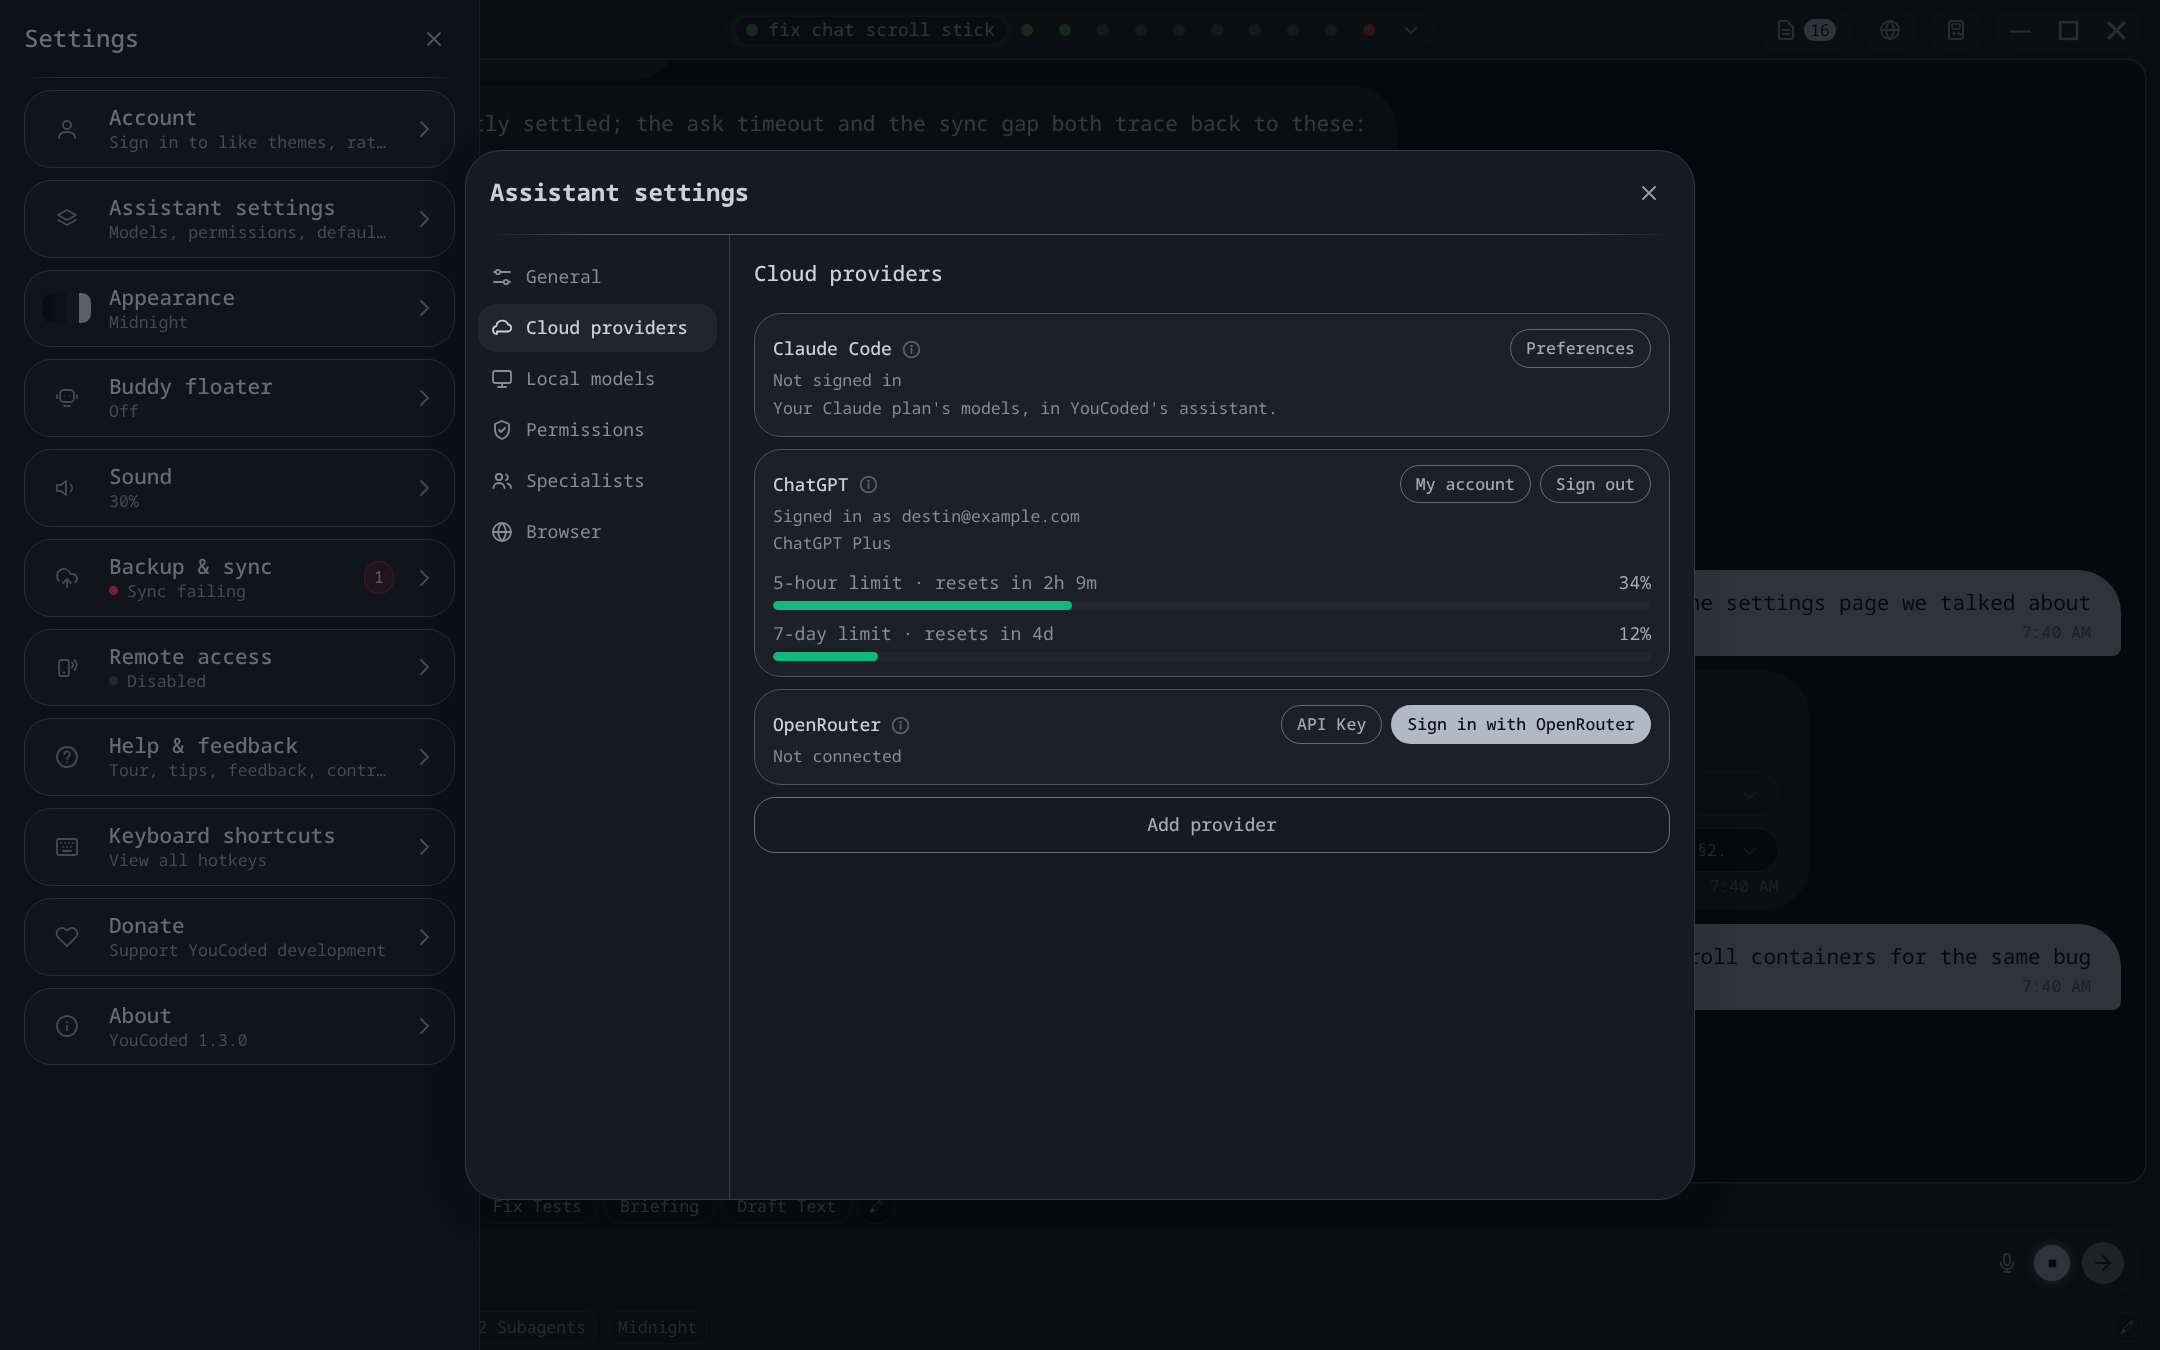 Settings
Account
Sign in to like themes, rat…
Assistant settings
Models, permissions, defaul…
Appearance
Midnight
Buddy floater
Off
Sound
30%
Backup & sync
Sync failing
1
Remote access
Disabled
Help & feedback
Tour, tips, feedback, contr…
Keyboard shortcuts
View all hotkeys
Donate
Support YouCoded development
About
YouCoded 1.3.0
fix chat scroll stick
16
tly settled; the ask timeout and the sync gap both trace back to these:
Assistant settings
General
Cloud providers
Local models
Permissions
Specialists
Browser
Cloud providers
Claude Code
Preferences
Not signed in
Your Claude plan's models, in YouCoded's assistant.
ChatGPT
My account
Sign out
Signed in as destin@example.com
ChatGPT Plus
5-hour limit · resets in 2h 9m
34%
7-day limit · resets in 4d
12%
OpenRouter
API Key
Sign in with OpenRouter
Not connected
Add provider
he settings page we talked about
7:40 AM
§2.
7:40 AM
roll containers for the same bug
7:40 AM
Fix Tests
Briefing
Draft Text
2 Subagents
Midnight